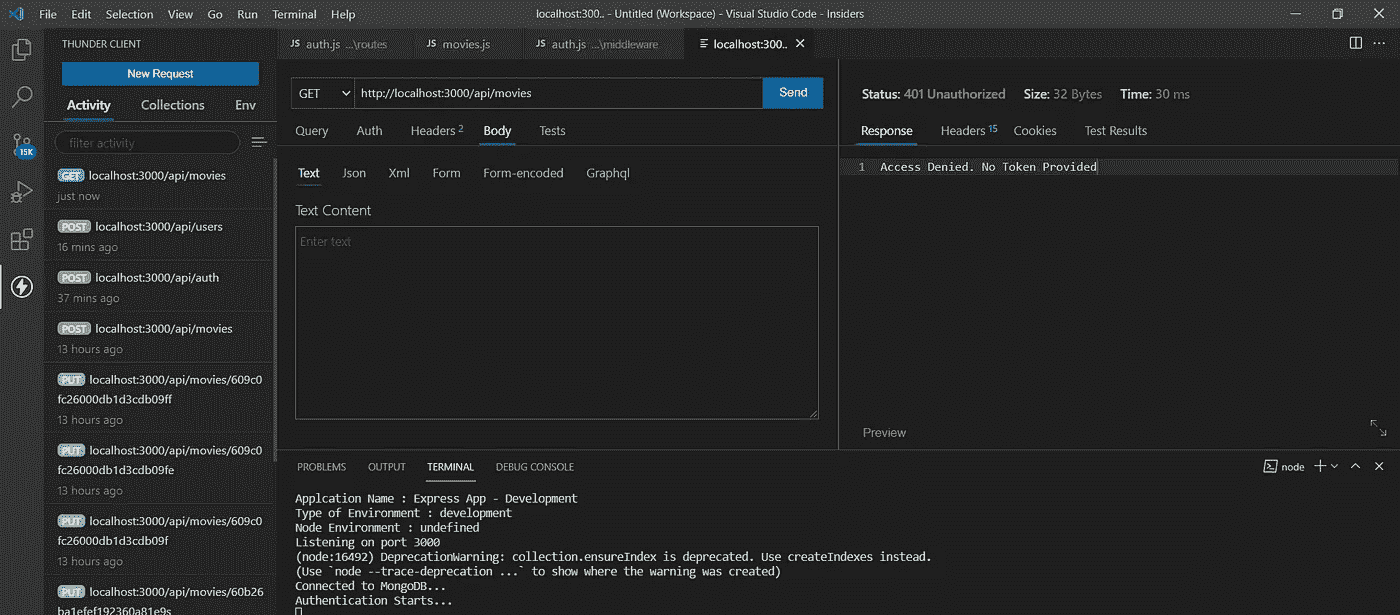 File Edit Selection View Go Run Terminal Help
localhost:300.. - Untitled (Workspace) - Visual Studio Code - Insiders
THUNDER CLIENT
New Request
Activity Collections Env
filter activity
15K
GET localhost:3000/api/movies
just now
POST localhost:3000/api/users
16 mins ago
POST localhost:3000/api/auth
37 mins ago
POST localhost:3000/api/movies
13 hours ago
PUT localhost:3000/api/movies/609c0
fc26000db1d3cdb09ff
13 hours ago
PUT localhost:3000/api/movies/609c0
fc26000db1d3cdb09fe
13 hours ago
PUT localhost:3000/api/movies/609c0
fc26000db1d3cdb09f
13 hours ago
PUT localhost:3000/api/movies/60b26
ba1efef192360a81e9s
JS auth.js ...\routes
JS movies.js
JS auth.js ...\middleware
localhost:300..
GET http://localhost:3000/api/movies Send
Query Auth Headers 2 Body Tests
Text Json Xml Form Form-encoded Graphql
Text Content
Enter text
Status: 401 Unauthorized Size: 32 Bytes Time: 30 ms
Response Headers 15 Cookies Test Results
1 Access Denied. No Token Provided
Preview
PROBLEMS OUTPUT TERMINAL DEBUG CONSOLE
node
Applcation Name : Express App - Development
Type of Environment : development
Node Environment : undefined
Listening on port 3000
(node:16492) DeprecationWarning: collection.ensureIndex is deprecated. Use createIndexes instead.
(Use `node --trace-deprecation ...` to show where the warning was created)
Connected to MongoDB...
Authentication Starts...